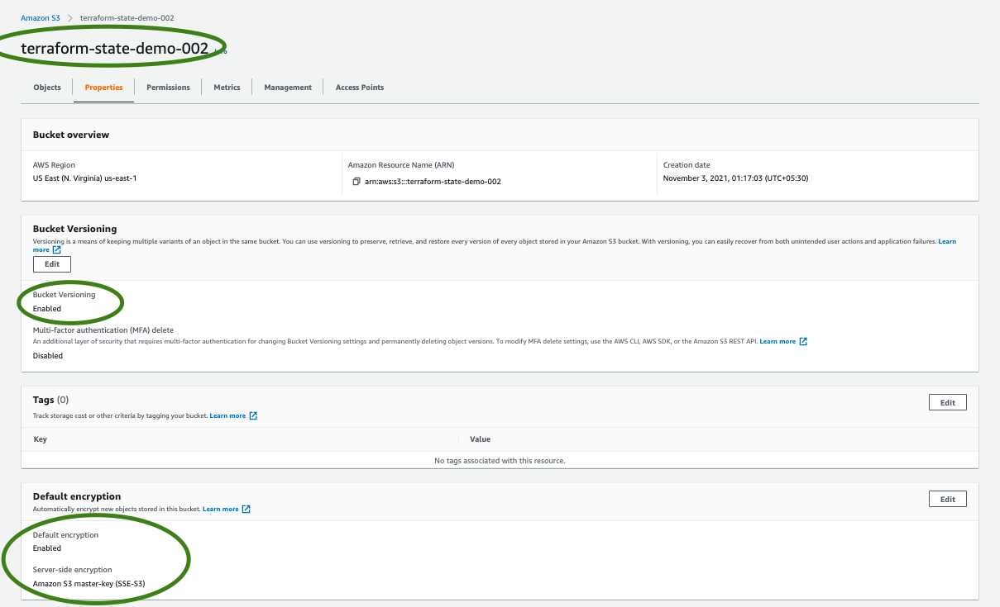 Amazon S3 > terraform-state-demo-002
terraform-state-demo-002
Objects Properties Permissions Metrics Management Access Points
Bucket overview
AWS Region Amazon Resource Name (ARN) Creation date
US East (N. Virginia) us-east-1 arn:aws:s3:::terraform-state-demo-002 November 3, 2021, 01:17:03 (UTC+05:30)
Bucket Versioning
Versioning is a means of keeping multiple variants of an object in the same bucket. You can use versioning to preserve, retrieve, and restore every version of every object stored in your Amazon S3 bucket. With versioning, you can easily recover from both unintended user actions and application failures. Learn
more
Edit
Bucket Versioning
Enabled
Multi-factor authentication (MFA) delete
An additional layer of security that requires multi-factor authentication for changing Bucket Versioning settings and permanently deleting object versions. To modify MFA delete settings, use the AWS CLI, AWS SDK, or the Amazon S3 REST API. Learn more
Disabled
Tags (0) Edit
Track storage cost or other criteria by tagging your bucket. Learn more
Key Value
No tags associated with this resource.
Default encryption Edit
Automatically encrypt new objects stored in this bucket. Learn more
Default encryption
Enabled
Server-side encryption
Amazon S3 master-key (SSE-S3)